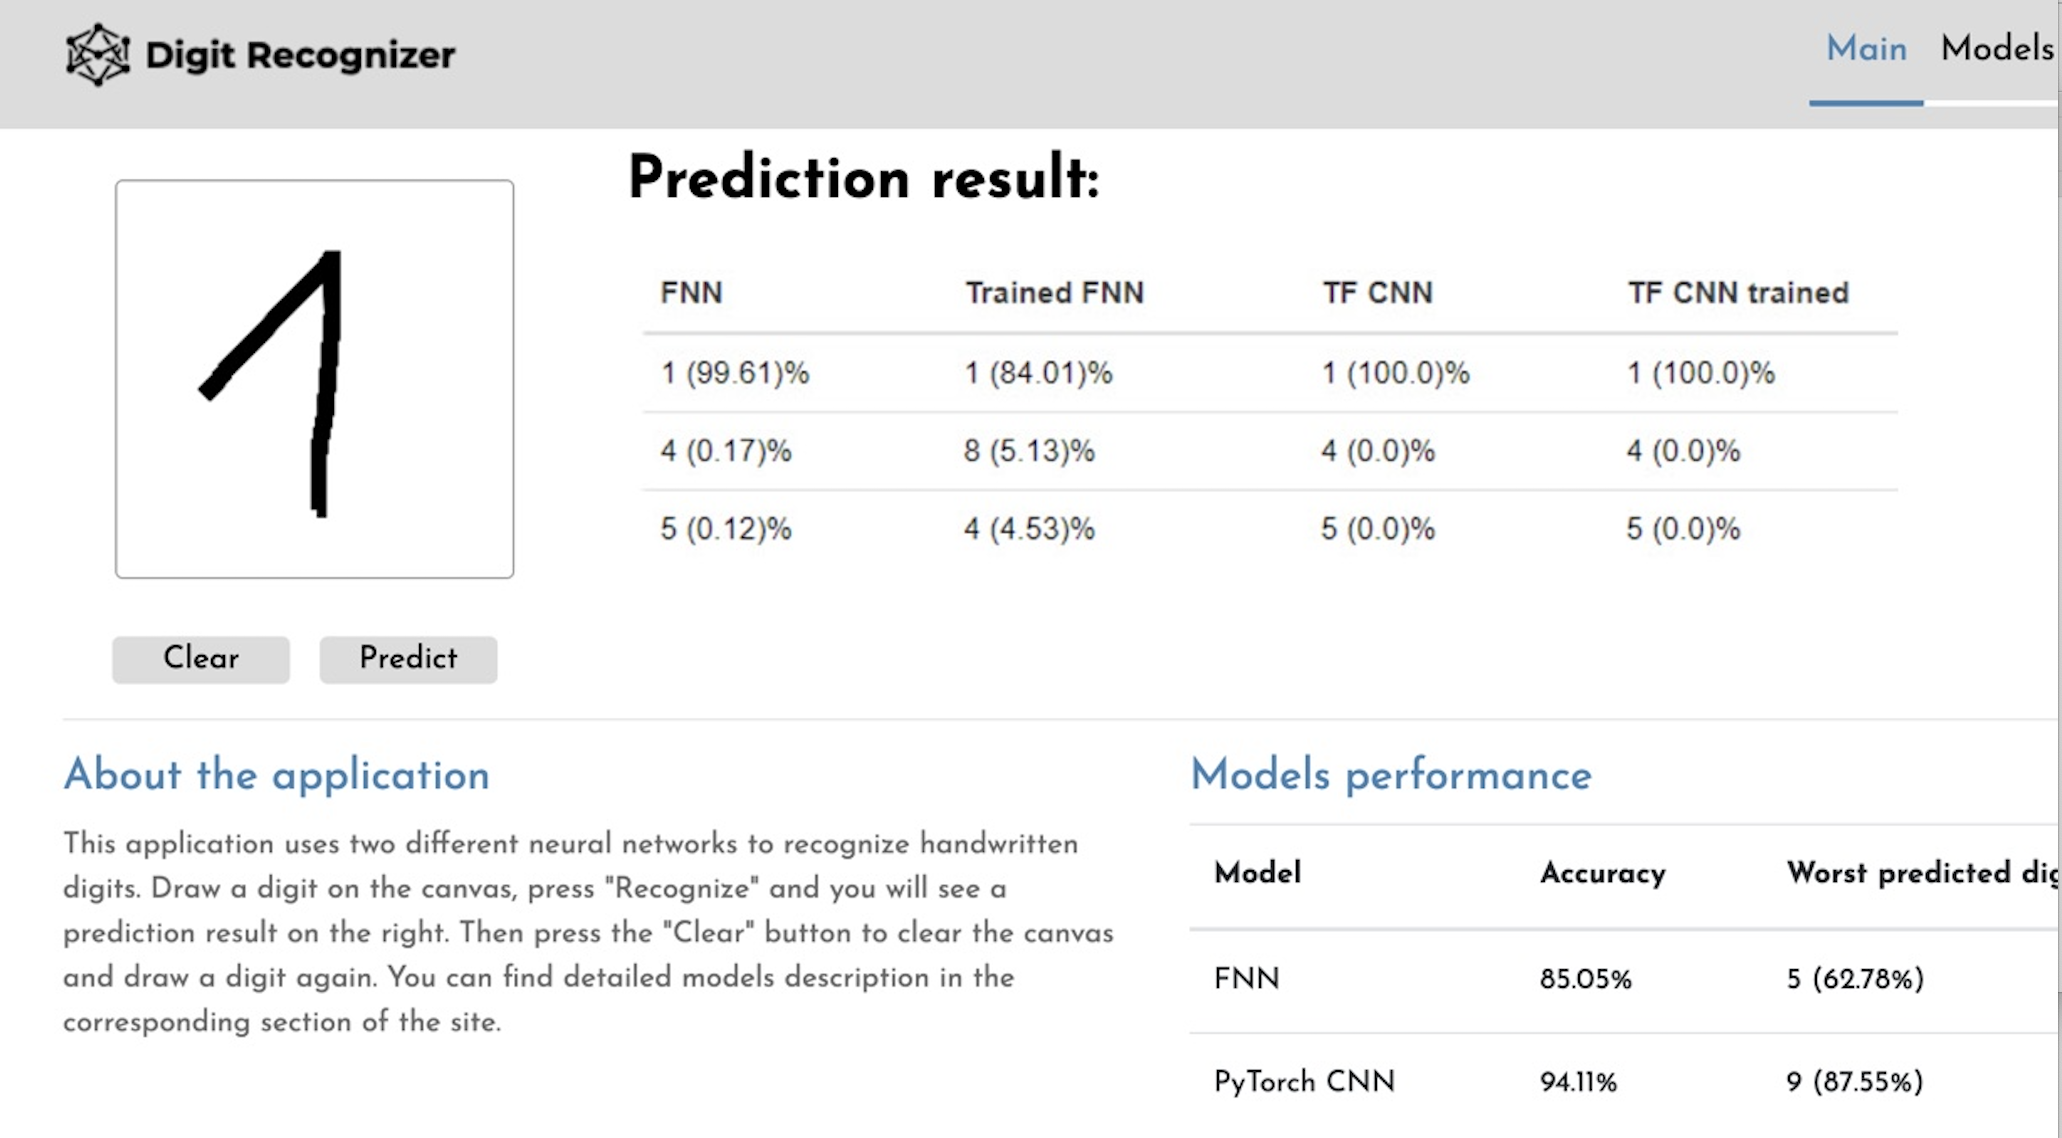 Digit Recognizer
Main Models
1
Prediction result:
FNN Trained FNN TF CNN TF CNN trained
1 (99.61)% 1 (84.01)% 1 (100.0)% 1 (100.0)%
4 (0.17)% 8 (5.13)% 4 (0.0)% 4 (0.0)%
5 (0.12)% 4 (4.53)% 5 (0.0)% 5 (0.0)%
Clear Predict
About the application
This application uses two different neural networks to recognize handwritten
digits. Draw a digit on the canvas, press "Recognize" and you will see a
prediction result on the right. Then press the "Clear" button to clear the canvas
and draw a digit again. You can find detailed models description in the
corresponding section of the site.
Models performance
Model Accuracy Worst predicted
FNN 85.05% 5 (62.78%)
PyTorch CNN 94.11% 9 (87.55%)